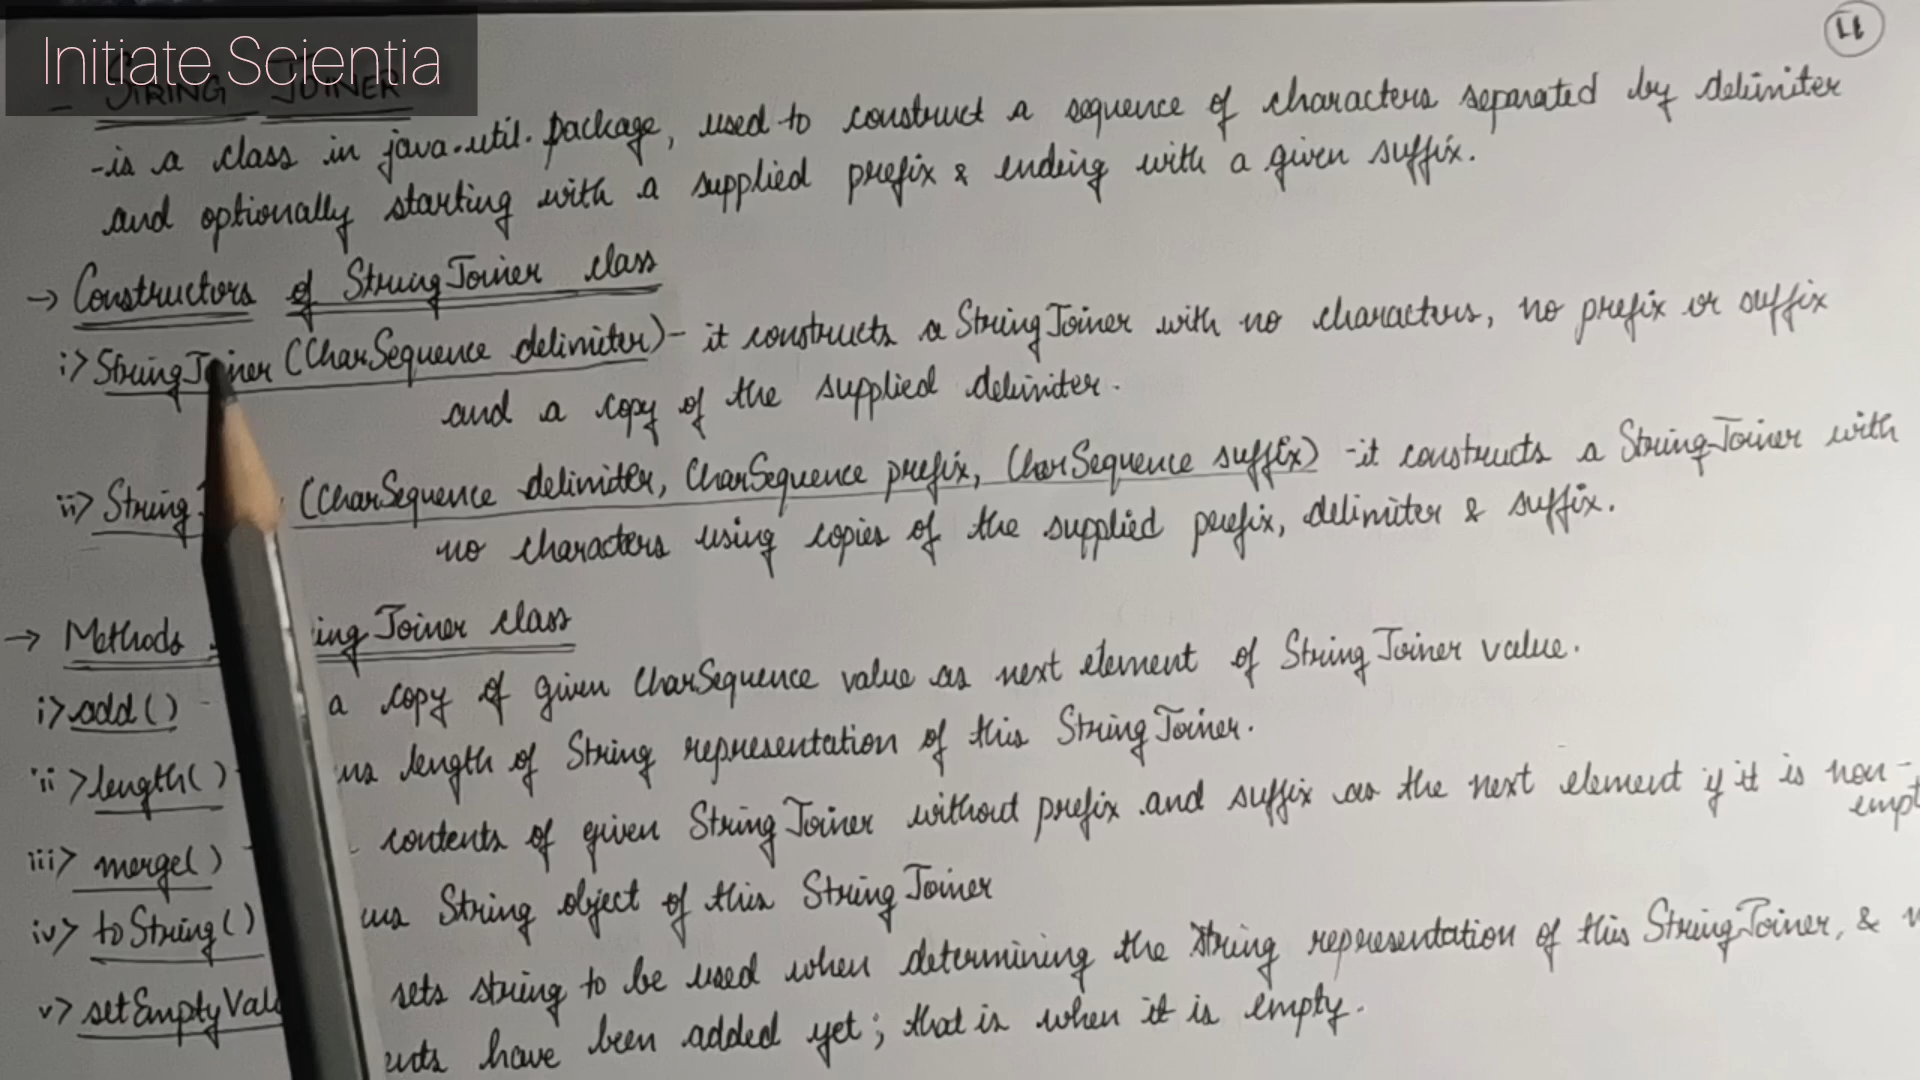 Initiate Scientia
11
- STRING JOINER
-is a class in java.util.package, used to construct a sequence of characters separated by delimiter
and optionally starting with a supplied prefix & ending with a given suffix.
→ Constructors of StringJoiner class
i> StringJoiner (CharSequence delimiter) - it constructs a StringJoiner with no characters, no prefix or suffix
and a copy of the supplied delimiter.
ii> String (CharSequence delimiter, CharSequence prefix, CharSequence suffix) -it constructs a StringJoiner with
no characters using copies of the supplied prefix, delimiter & suffix.
→ Methods ing Joiner class
i> add() - a copy of given CharSequence value as next element of StringJoiner value.
ii> length() - ns length of String representation of this StringJoiner.
iii> merge() - contents of given StringJoiner without prefix and suffix as the next element if it is non-
empt
iv> toString() ns String object of this StringJoiner
v> setEmptyVal sets string to be used when determining the string representation of this StringJoiner, &
ents have been added yet; that is when it is empty.